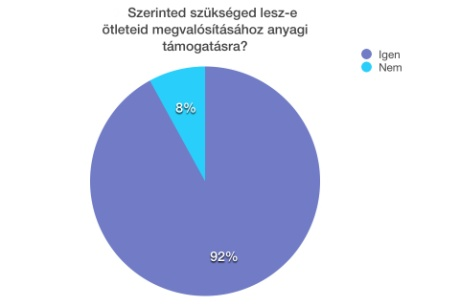 Szerinted szükséged lesz-e
ötleteid megvalósításához anyagi
támogatásra?
Igen
Nem
8%
92%